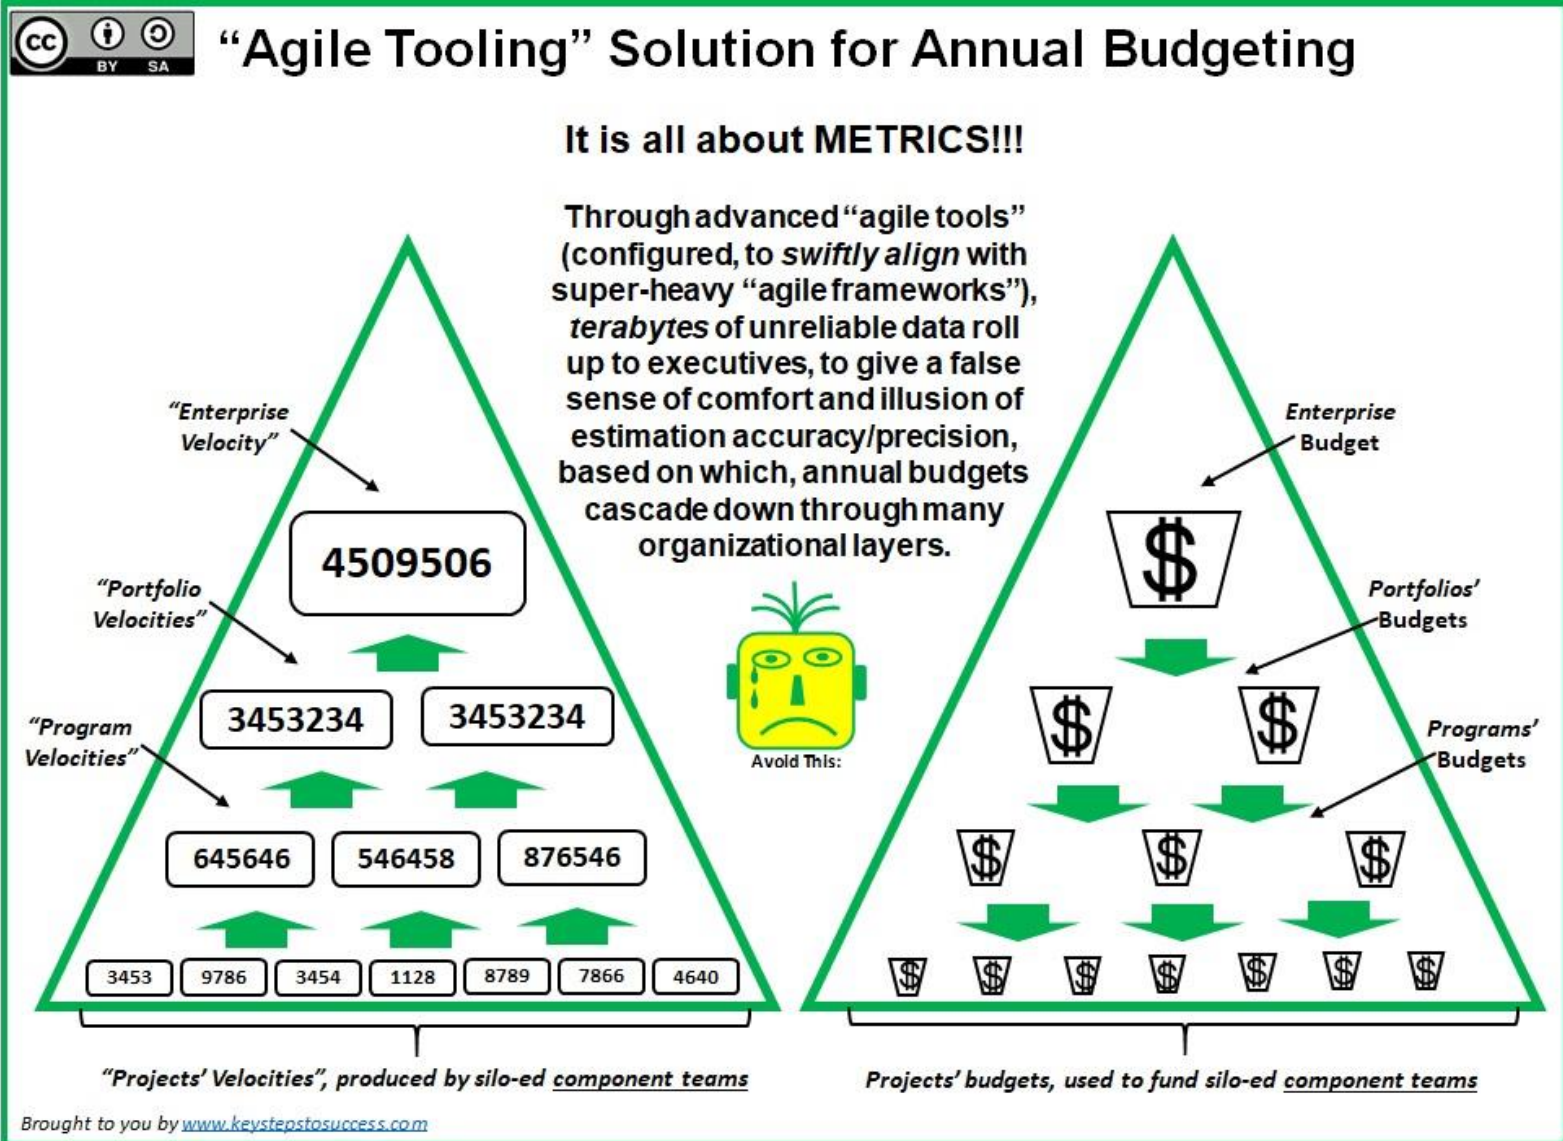 cc
BY SA
“Agile Tooling” Solution for Annual Budgeting
It is all about METRICS!!!
Through advanced “agile tools”
(configured, to swiftly align with
super-heavy “agile frameworks”),
terabytes of unreliable data roll
up to executives, to give a false
sense of comfort and illusion of
estimation accuracy/precision,
based on which, annual budgets
cascade down through many
organizational layers.
“Enterprise
Velocity”
4509506
“Portfolio
Velocities”
3453234 3453234
“Program
Velocities”
645646 546458 876546
3453 9786 3454 1128 8789 7866 4640
“Projects’ Velocities”, produced by silo-ed component teams
Avoid This:
Enterprise
Budget
$
Portfolios’
Budgets
$ $
Programs’
Budgets
$ $ $
$ $ $ $ $ $ $
Projects’ budgets, used to fund silo-ed component teams
Brought to you by www.keystepstosuccess.com